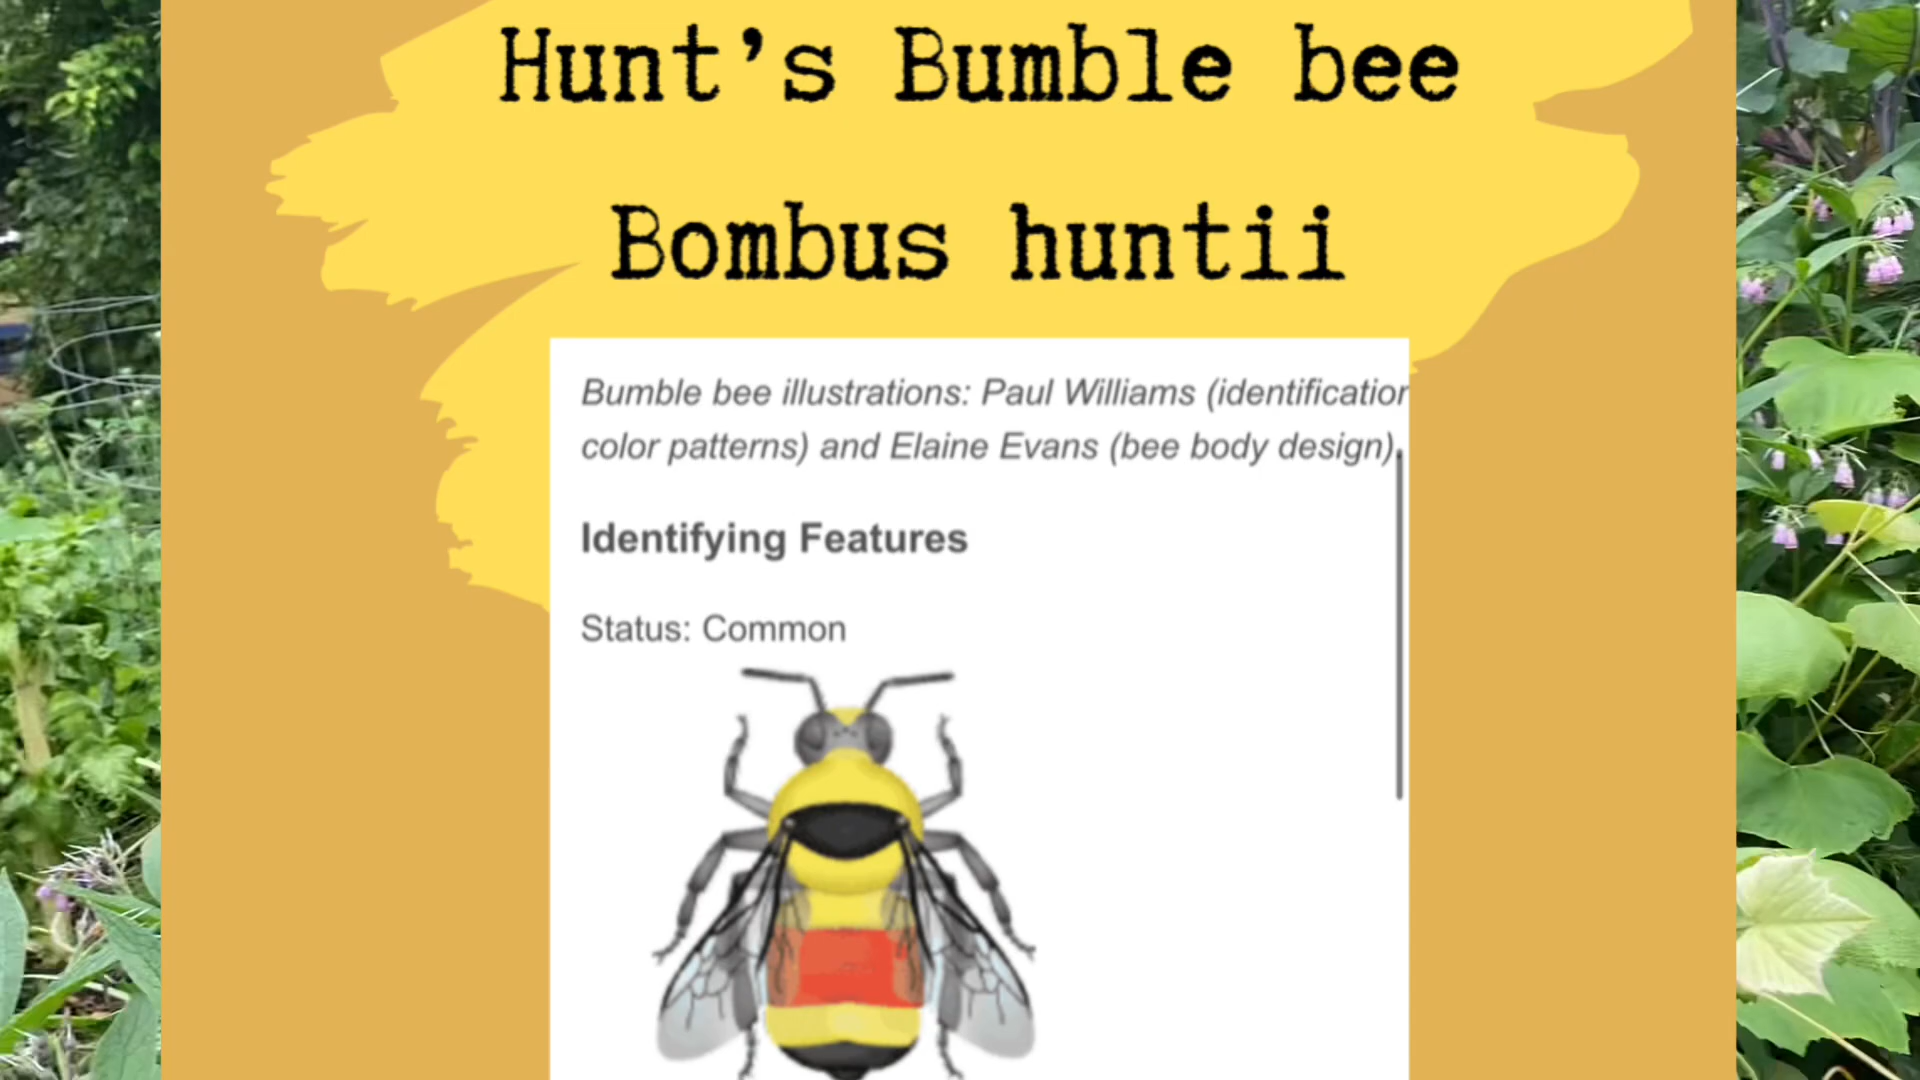 Hunt's Bumble bee
Bombus huntii
Bumble bee illustrations: Paul Williams (identification
color patterns) and Elaine Evans (bee body design).
Identifying Features
Status: Common